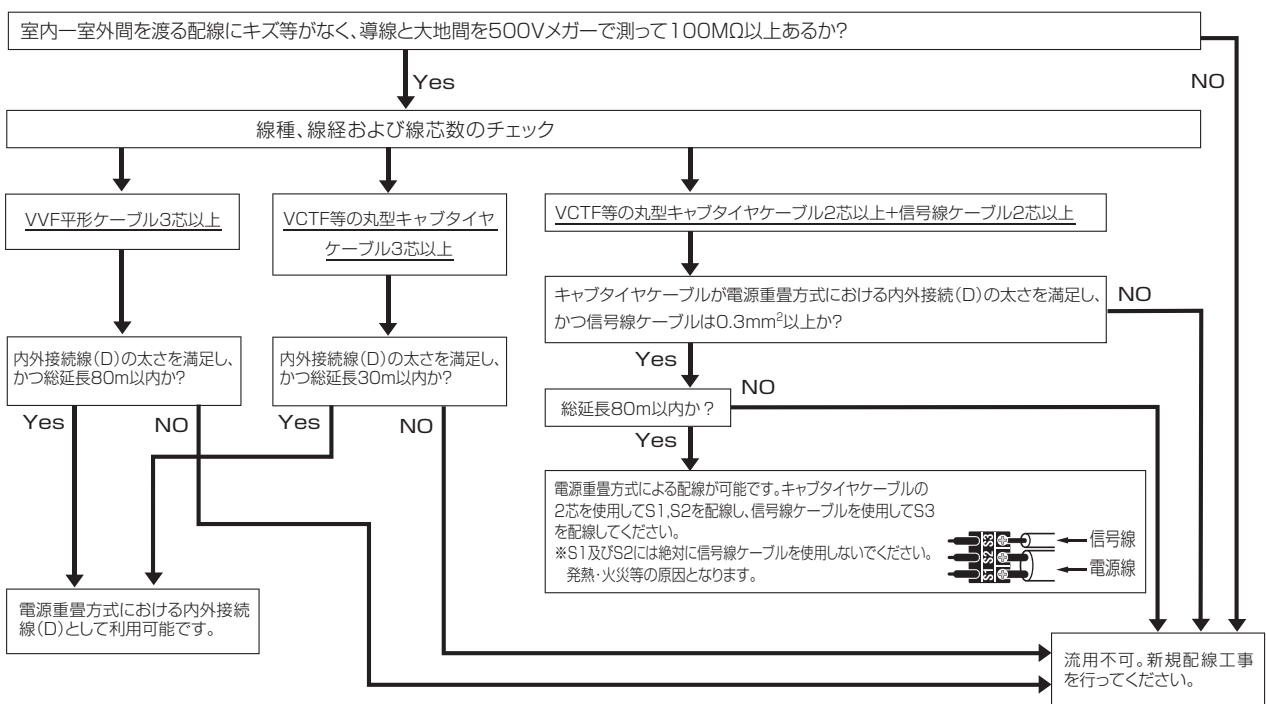 室内ー室外間を渡る配線にキズ等がなく、導線と大地間を500Vメガーで測って100MΩ以上あるか?
Yes
NO
線種、線経および線芯数のチェック
VVF平形ケーブル3芯以上
VCTF等の丸型キャブタイヤ
ケーブル3芯以上
VCTF等の丸型キャブタイヤケーブル2芯以上+信号線ケーブル2芯以上
キャブタイヤケーブルが電源重畳方式における内外接続(D)の太さを満足し、
かつ信号線ケーブルは0.3mm²以上か?
NO
Yes
内外接続線(D)の太さを満足し、
かつ総延長80m以内か?
内外接続線(D)の太さを満足し、
かつ総延長30m以内か?
総延長80m以内か?
NO
Yes
NO
Yes
NO
Yes
電源重畳方式による配線が可能です。キャブタイヤケーブルの
2芯を使用してS1,S2を配線し、信号線ケーブルを使用してS3
を配線してください。
※S1及びS2には絶対に信号線ケーブルを使用しないでください。
発熱・火災等の原因となります。
S1 S2 S3
信号線
電源線
電源重畳方式における内外接続
線(D)として利用可能です。
流用不可。新規配線工事
を行ってください。